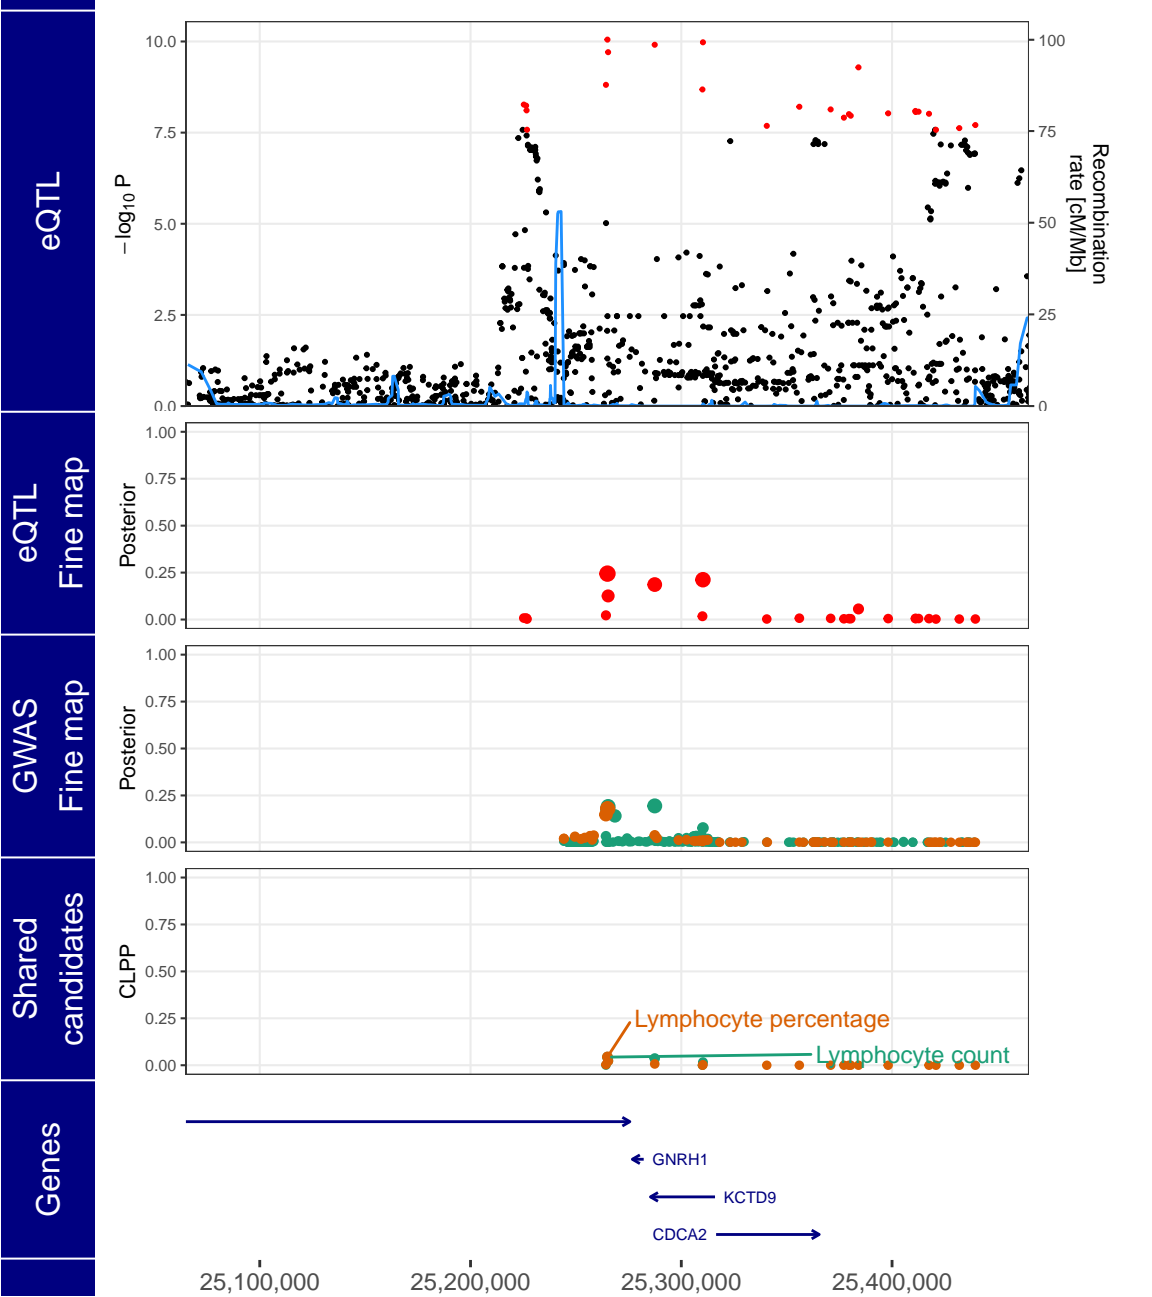 eQTL
−log10 P
10.0
7.5
5.0
2.5
0.0
100
75
50
25
0
Recombination
rate [cM/Mb]
eQTL
Fine map
Posterior
1.00
0.75
0.50
0.25
0.00
GWAS
Fine map
Posterior
1.00
0.75
0.50
0.25
0.00
Shared
candidates
CLPP
1.00
0.75
0.50
0.25
0.00
Lymphocyte percentage
Lymphocyte count
Genes
GNRH1
KCTD9
CDCA2
25,100,000
25,200,000
25,300,000
25,400,000